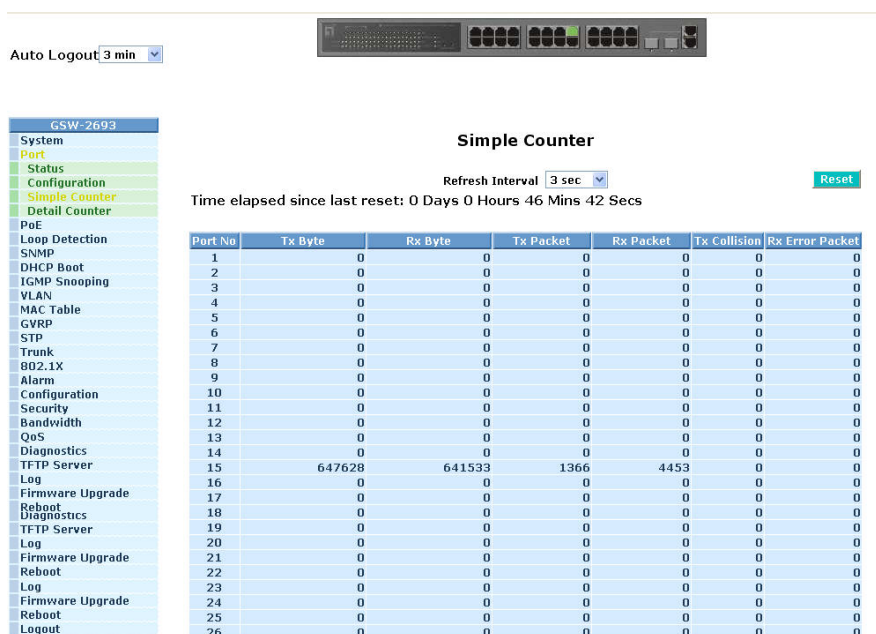 Auto Logout 3 min
GSW-2693
System
Port
Status
Configuration
Simple Counter
Detail Counter
PoE
Loop Detection
SNMP
DHCP Boot
IGMP Snooping
VLAN
MAC Table
GVRP
STP
Trunk
802.1X
Alarm
Configuration
Security
Bandwidth
QoS
Diagnostics
TFTP Server
Log
Firmware Upgrade
Reboot
Diagnostics
TFTP Server
Log
Firmware Upgrade
Reboot
Log
Firmware Upgrade
Reboot
Logout
Simple Counter
Refresh Interval 3 sec
Reset
Time elapsed since last reset: 0 Days 0 Hours 46 Mins 42 Secs
Port No Tx Byte Rx Byte Tx Packet Rx Packet Tx Collision Rx Error Packet
1 0 0 0 0 0 0
2 0 0 0 0 0 0
3 0 0 0 0 0 0
4 0 0 0 0 0 0
5 0 0 0 0 0 0
6 0 0 0 0 0 0
7 0 0 0 0 0 0
8 0 0 0 0 0 0
9 0 0 0 0 0 0
10 0 0 0 0 0 0
11 0 0 0 0 0 0
12 0 0 0 0 0 0
13 0 0 0 0 0 0
14 0 0 0 0 0 0
15 647628 641533 1366 4453 0 0
16 0 0 0 0 0 0
17 0 0 0 0 0 0
18 0 0 0 0 0 0
19 0 0 0 0 0 0
20 0 0 0 0 0 0
21 0 0 0 0 0 0
22 0 0 0 0 0 0
23 0 0 0 0 0 0
24 0 0 0 0 0 0
25 0 0 0 0 0 0
26 0 0 0 0 0 0